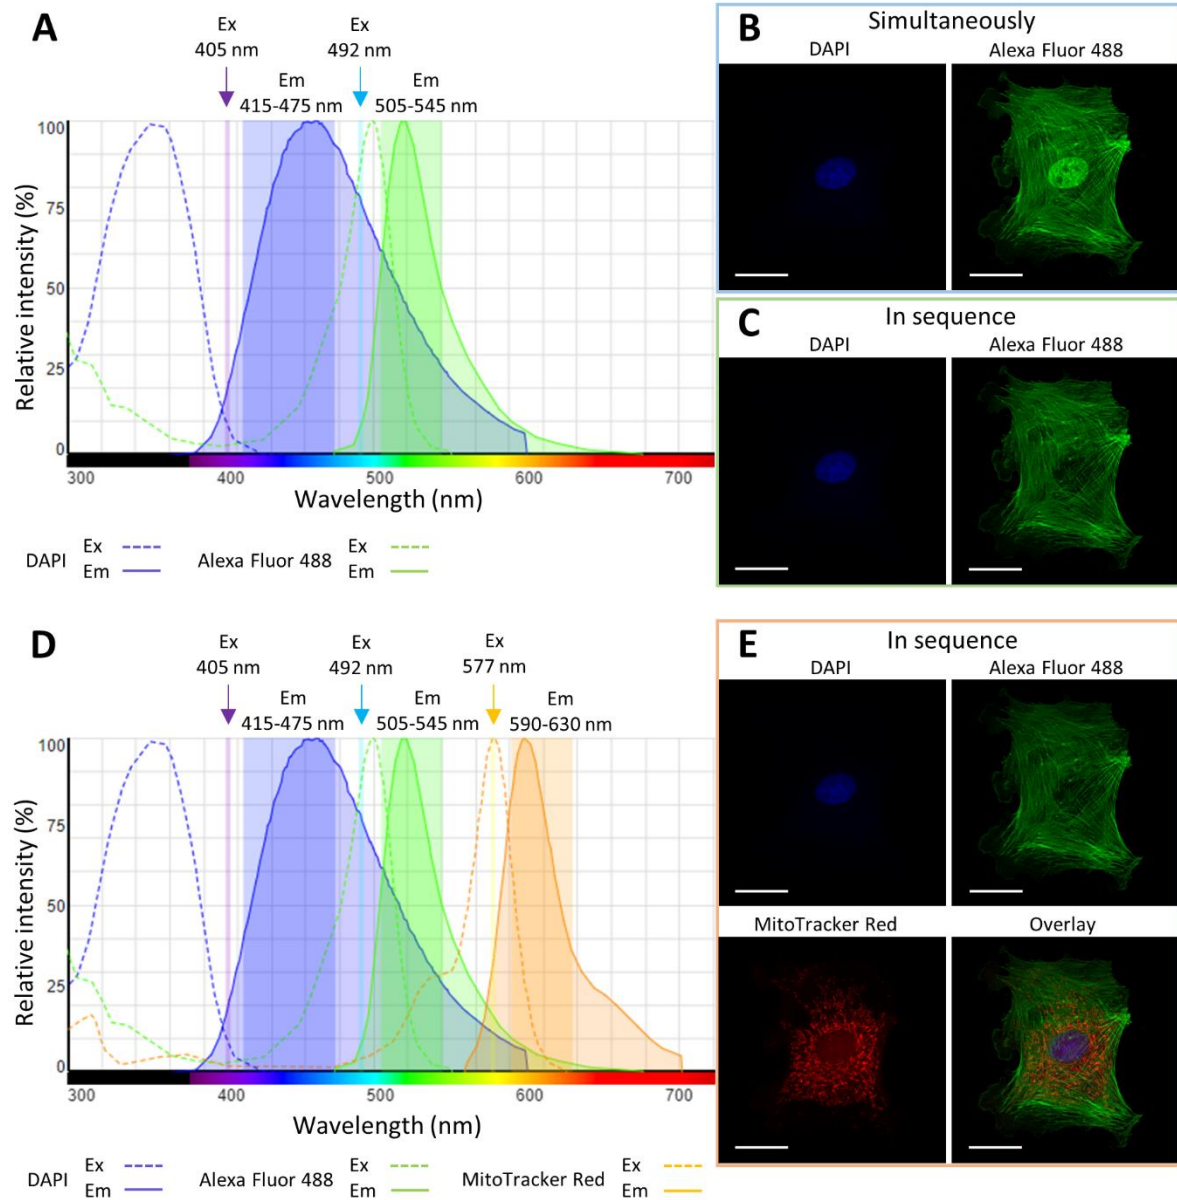 A
Ex
405 nm
Ex
492 nm
Em
415-475 nm
Em
505-545 nm
Relative intensity (%)
100
75
50
25
0
300
400
500
600
700
Wavelength (nm)
DAPI
Ex
Em
Alexa Fluor 488
Ex
Em
B
Simultaneously
DAPI
Alexa Fluor 488
C
In sequence
DAPI
Alexa Fluor 488
D
Ex
405 nm
Ex
492 nm
Ex
577 nm
Em
415-475 nm
Em
505-545 nm
Em
590-630 nm
Relative intensity (%)
100
75
50
25
0
300
400
500
600
700
Wavelength (nm)
DAPI
Ex
Em
Alexa Fluor 488
Ex
Em
MitoTracker Red
Ex
Em
E
In sequence
DAPI
Alexa Fluor 488
MitoTracker Red
Overlay